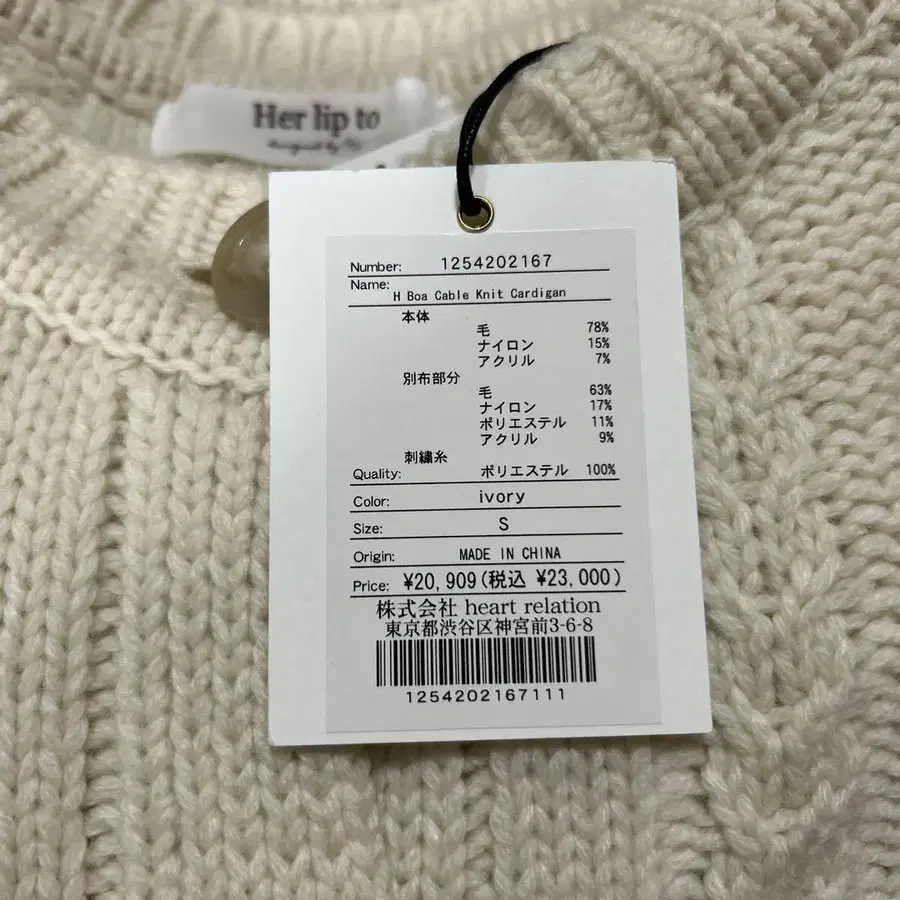 Her lip to
Number: 1254202167
Name: H Boa Cable Knit Cardigan
本体
毛 78%
ナイロン 15%
アクリル 7%
別布部分
毛 63%
ナイロン 17%
ポリエステル 11%
アクリル 9%
刺繍糸
Quality: ポリエステル 100%
Color: ivory
Size: S
Origin: MADE IN CHINA
Price: ¥20,909(税込 ¥23,000)
株式会社 heart relation
東京都渋谷区神宮前3-6-8
1254202167111